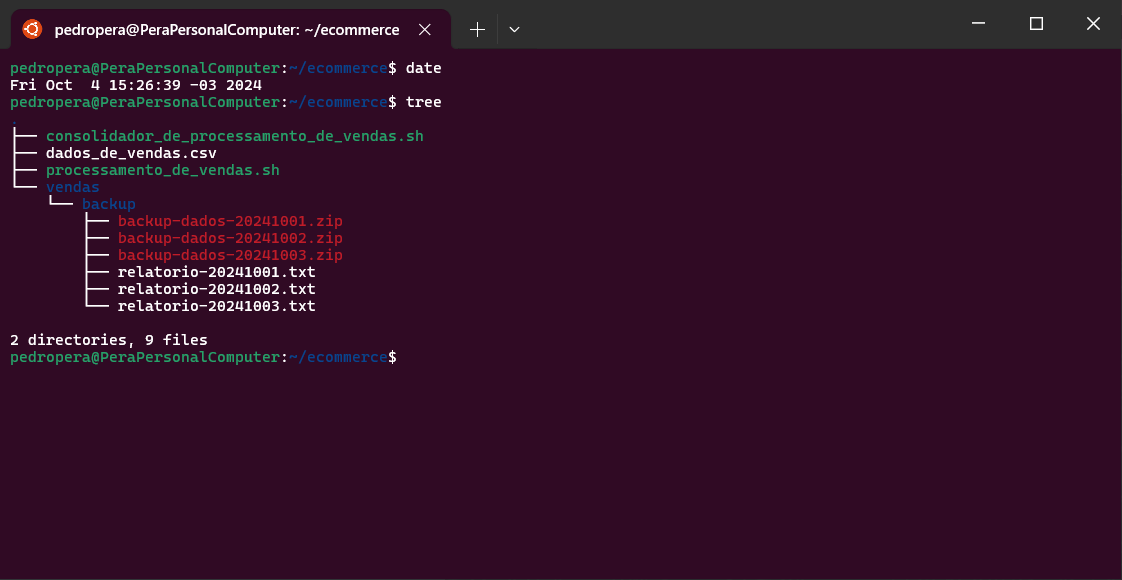 pedropera@PeraPersonalComputer: ~/ecommerce
pedropera@PeraPersonalComputer:~/ecommerce$ date
Fri Oct  4 15:26:39 -03 2024
pedropera@PeraPersonalComputer:~/ecommerce$ tree
.
├── consolidador_de_processamento_de_vendas.sh
├── dados_de_vendas.csv
├── processamento_de_vendas.sh
└── vendas
    └── backup
        ├── backup-dados-20241001.zip
        ├── backup-dados-20241002.zip
        ├── backup-dados-20241003.zip
        ├── relatorio-20241001.txt
        ├── relatorio-20241002.txt
        └── relatorio-20241003.txt
2 directories, 9 files
pedropera@PeraPersonalComputer:~/ecommerce$